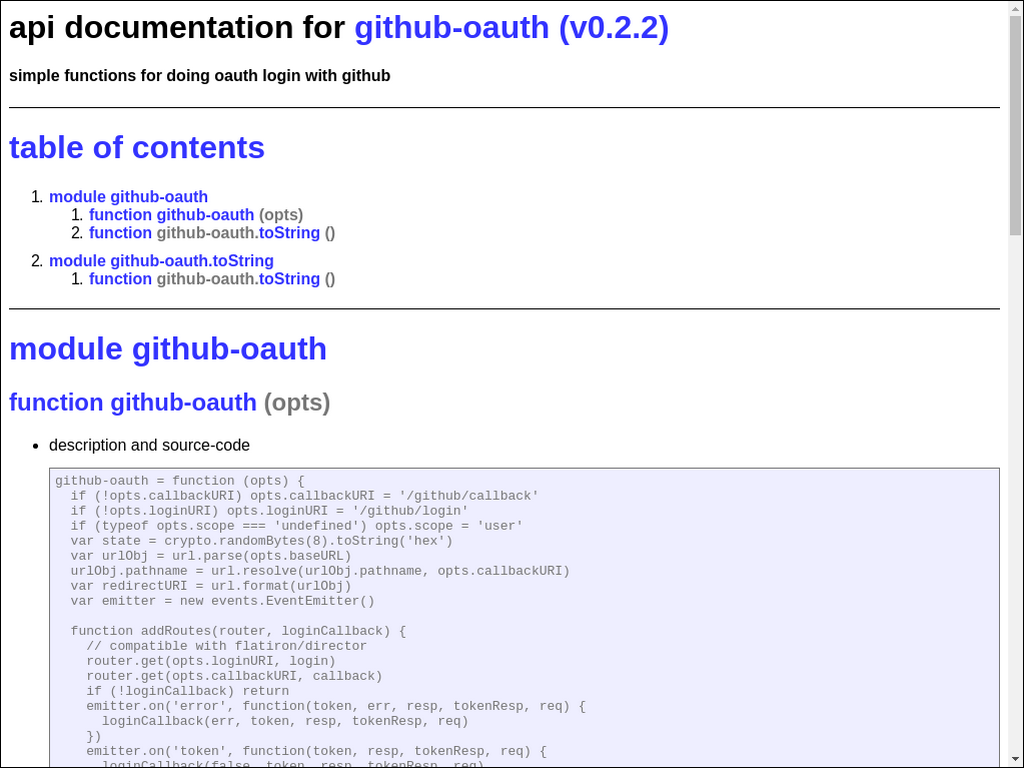 api documentation for github-oauth (v0.2.2)
simple functions for doing oauth login with github
table of contents
1. module github-oauth
1. function github-oauth (opts)
2. function github-oauth.toString ()
2. module github-oauth.toString
1. function github-oauth.toString ()
module github-oauth
function github-oauth (opts)
• description and source-code
github-oauth = function (opts) {
  if (!opts.callbackURI) opts.callbackURI = '/github/callback'
  if (!opts.loginURI) opts.loginURI = '/github/login'
  if (typeof opts.scope === 'undefined') opts.scope = 'user'
  var state = crypto.randomBytes(8).toString('hex')
  var urlObj = url.parse(opts.baseURL)
  urlObj.pathname = url.resolve(urlObj.pathname, opts.callbackURI)
  var redirectURI = url.format(urlObj)
  var emitter = new events.EventEmitter()
  function addRoutes(router, loginCallback) {
    // compatible with flatiron/director
    router.get(opts.loginURI, login)
    router.get(opts.callbackURI, callback)
    if (!loginCallback) return
    emitter.on('error', function(token, err, resp, tokenResp, req) {
      loginCallback(err, token, resp, tokenResp, req)
    })
    emitter.on('token', function(token, resp, tokenResp, req) {
      loginCallback(false, token, resp, tokenResp, req)